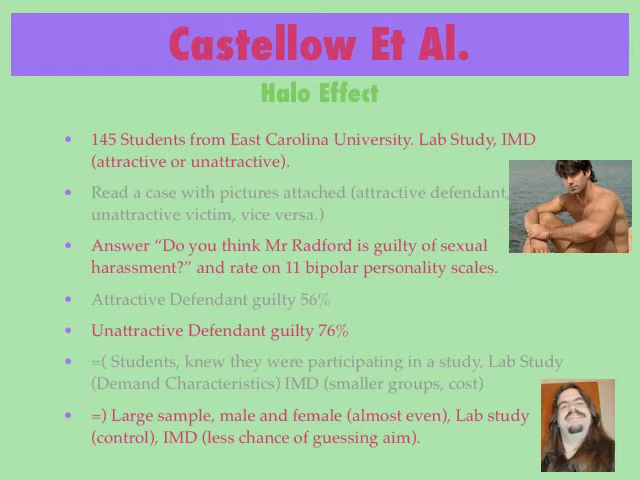 Castellow Et Al.
Halo Effect
• 145 Students from East Carolina University. Lab Study, IMD
(attractive or unattractive).
• Read a case with pictures attached (attractive defendant,
unattractive victim, vice versa.)
• Answer “Do you think Mr Radford is guilty of sexual
harassment?” and rate on 11 bipolar personality scales.
• Attractive Defendant guilty 56%
• Unattractive Defendant guilty 76%
• =( Students, knew they were participating in a study, Lab Study
(Demand Characteristics) IMD (smaller groups, cost)
• =) Large sample, male and female (almost even), Lab study
(control), IMD (less chance of guessing aim).